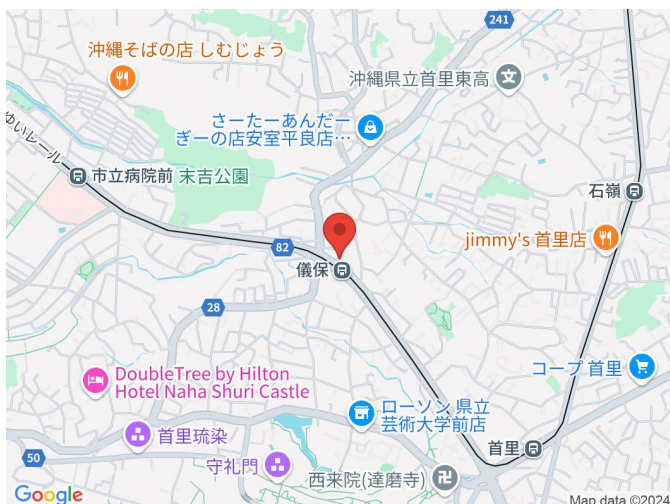 241
沖縄そばの店 しむじょう
沖縄県立首里東高
さーたーあんだー
ぎーの店安室平良店…
ゆいレール
市立病院前
末吉公園
石嶺
jimmy's 首里店
82
儀保
28
コープ 首里
DoubleTree by Hilton
Hotel Naha Shuri Castle
ローソン 県立
芸術大学前店
首里琉染
首里
50
守礼門
西来院(達磨寺)
Google
Map data ©2024